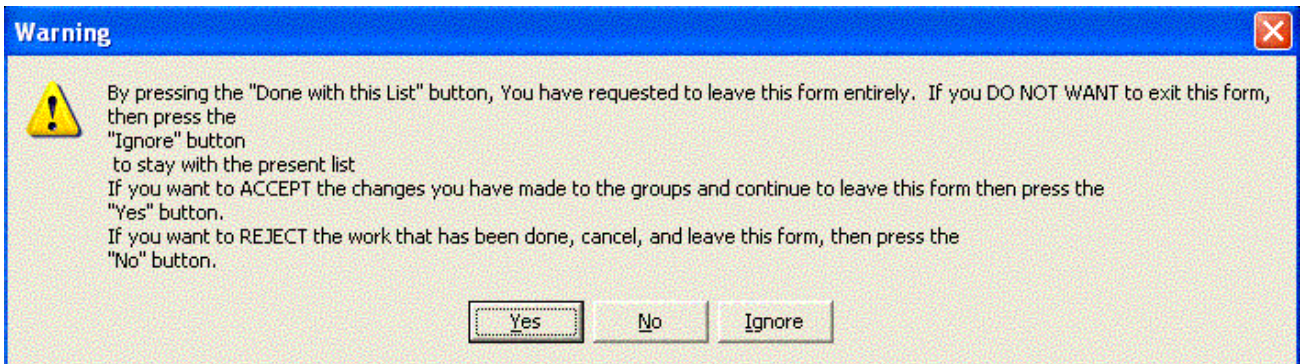 Warning
By pressing the "Done with this List" button, You have requested to leave this form entirely.  If you DO NOT WANT to exit this form,
then press the
"Ignore" button
 to stay with the present list
If you want to ACCEPT the changes you have made to the groups and continue to leave this form then press the
"Yes" button.
If you want to REJECT the work that has been done, cancel, and leave this form, then press the
"No" button.
Yes No Ignore